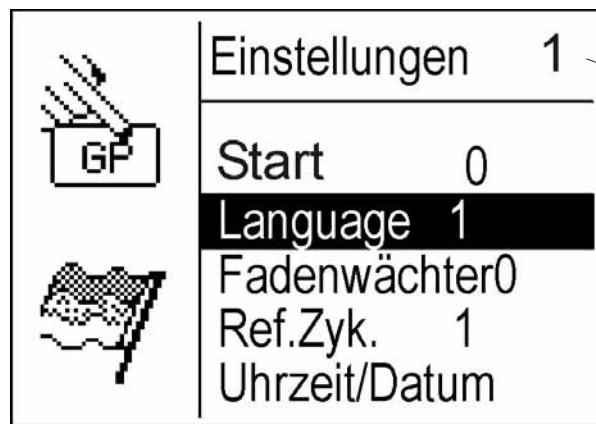 Einstellungen 1
GP
Start 0
Language 1
Fadenwächter0
Ref.Zyk. 1
Uhrzeit/Datum